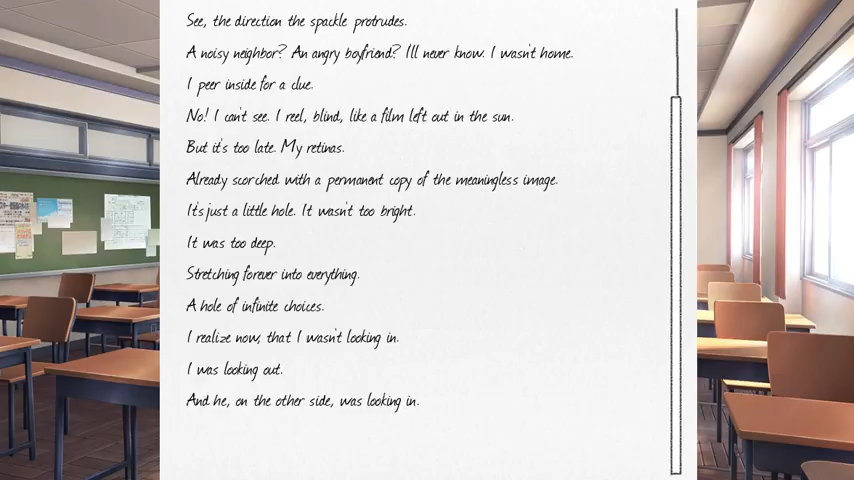 See, the direction the spackle protrudes.
A noisy neighbor? An angry boyfriend? I'll never know. I wasn't home.
I peer inside for a clue.
No! I can't see. I reel, blind, like a film left out in the sun.
But it's too late. My retinas.
Already scorched with a permanent copy of the meaningless image.
It's just a little hole. It wasn't too bright.
It was too deep.
Stretching forever into everything.
A hole of infinite choices.
I realize now, that I wasn't looking in.
I was looking out.
And he, on the other side, was looking in.